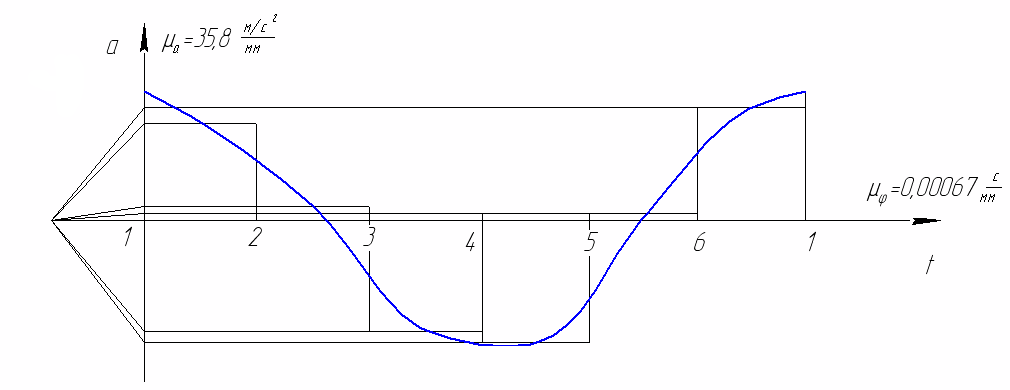 a
μa=35,8 м/с²/мм
μφ=0,00067 с/мм
1 2 3 4 5 6 1
t